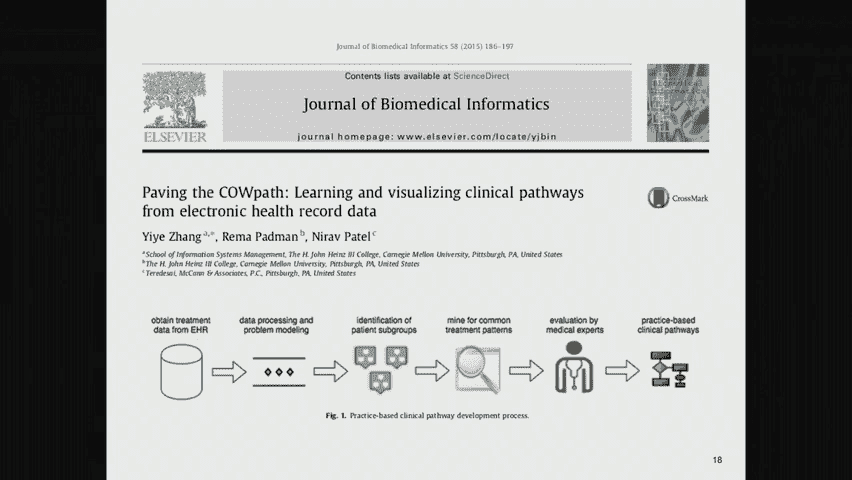 Journal of Biomedical Informatics 58 (2015) 186–197
Contents lists available at ScienceDirect
Journal of Biomedical Informatics
journal homepage: www.elsevier.com/locate/yjbin
ELSEVIER
Paving the COWpath: Learning and visualizing clinical pathways
from electronic health record data
CrossMark
Yiye Zhang a,*, Rema Padman b, Nirav Patel c
a School of Information Systems Management, The H. John Heinz III College, Carnegie Mellon University, Pittsburgh, PA, United States
b The H. John Heinz III College, Carnegie Mellon University, Pittsburgh, PA, United States
c Teredesai, McCann & Associates, P.C., Pittsburgh, PA, United States
obtain treatment
data from EHR
data processing and
problem modeling
identification of
patient subgroups
mine for common
treatment patterns
evaluation by
medical experts
practice-based
clinical pathways
Fig. 1. Practice-based clinical pathway development process.
18